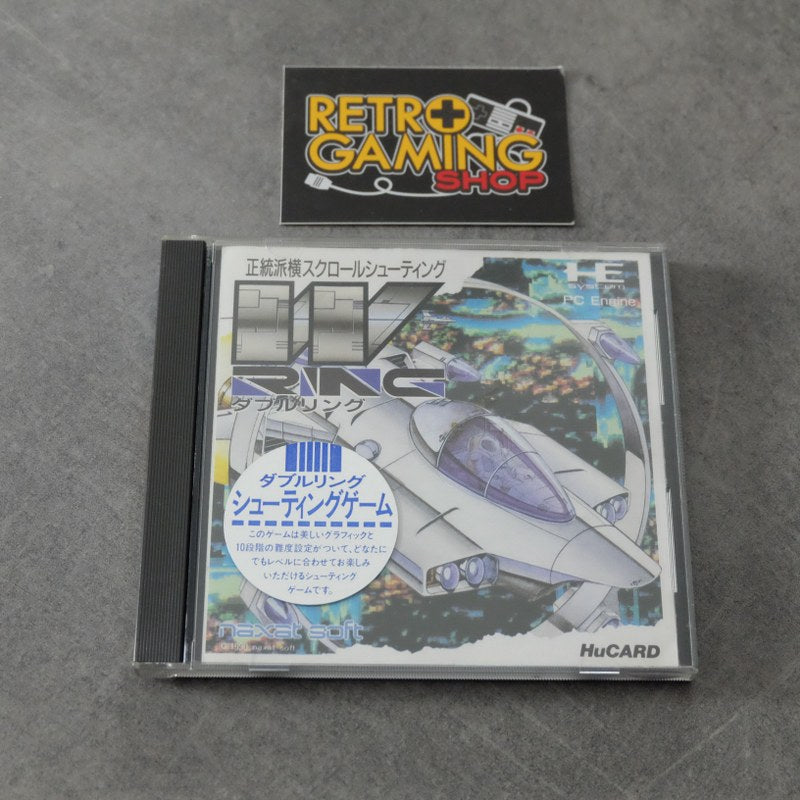 RETRO
GAMING
SHOP
正統派横スクロールシューティング
W
RING
ダブルリング
HE
SYSTEM
PC Engine
ダブルリング
シューティングゲーム
このゲームは美しいグラフィックと
10段階の難度設定がついて、どなたに
でもレベルに合わせてお楽しみ
いただけるシューティング
ゲームです。
naxat soft
© 1990 naxat soft
HuCARD